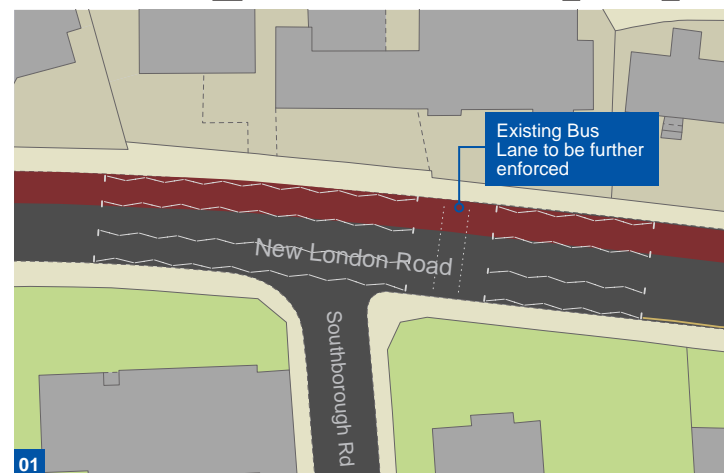 Existing Bus
Lane to be further
enforced
New London Road
Southborough Rd
01